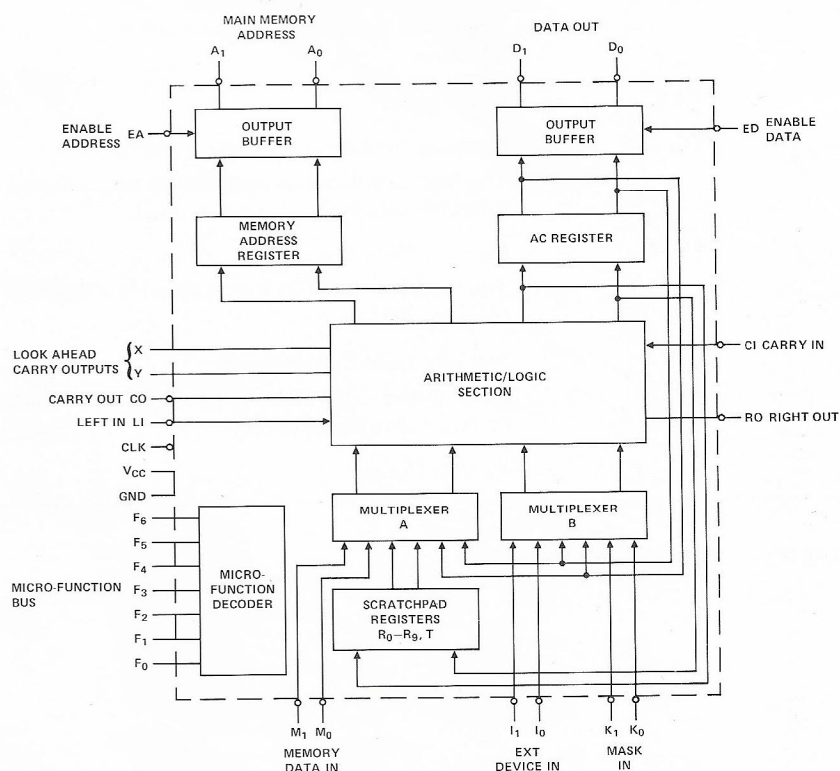 MAIN MEMORY
ADDRESS
A1 A0
DATA OUT
D1 D0
ENABLE
ADDRESS EA
OUTPUT
BUFFER
OUTPUT
BUFFER
ED ENABLE
DATA
MEMORY
ADDRESS
REGISTER
AC REGISTER
LOOK AHEAD
CARRY OUTPUTS
X
Y
CARRY OUT CO
LEFT IN LI
CLK
VCC
GND
ARITHMETIC/LOGIC
SECTION
CI CARRY IN
RO RIGHT OUT
MULTIPLEXER
A
MULTIPLEXER
B
MICRO-FUNCTION
BUS
F6
F5
F4
F3
F2
F1
F0
MICRO-
FUNCTION
DECODER
SCRATCHPAD
REGISTERS
R0–R9, T
M1 M0
MEMORY
DATA IN
I1 I0
EXT
DEVICE IN
K1 K0
MASK
IN